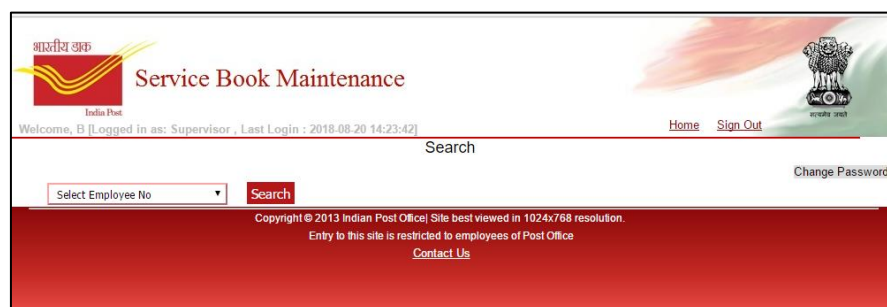 भारतीय डाक
India Post
Service Book Maintenance
सत्यमेव जयते
Welcome, B [Logged in as: Supervisor , Last Login : 2018-08-20 14:23:42]
Home Sign Out
Search
Change Password
Select Employee No Search
Copyright © 2013 Indian Post Office| Site best viewed in 1024x768 resolution.
Entry to this site is restricted to employees of Post Office
Contact Us